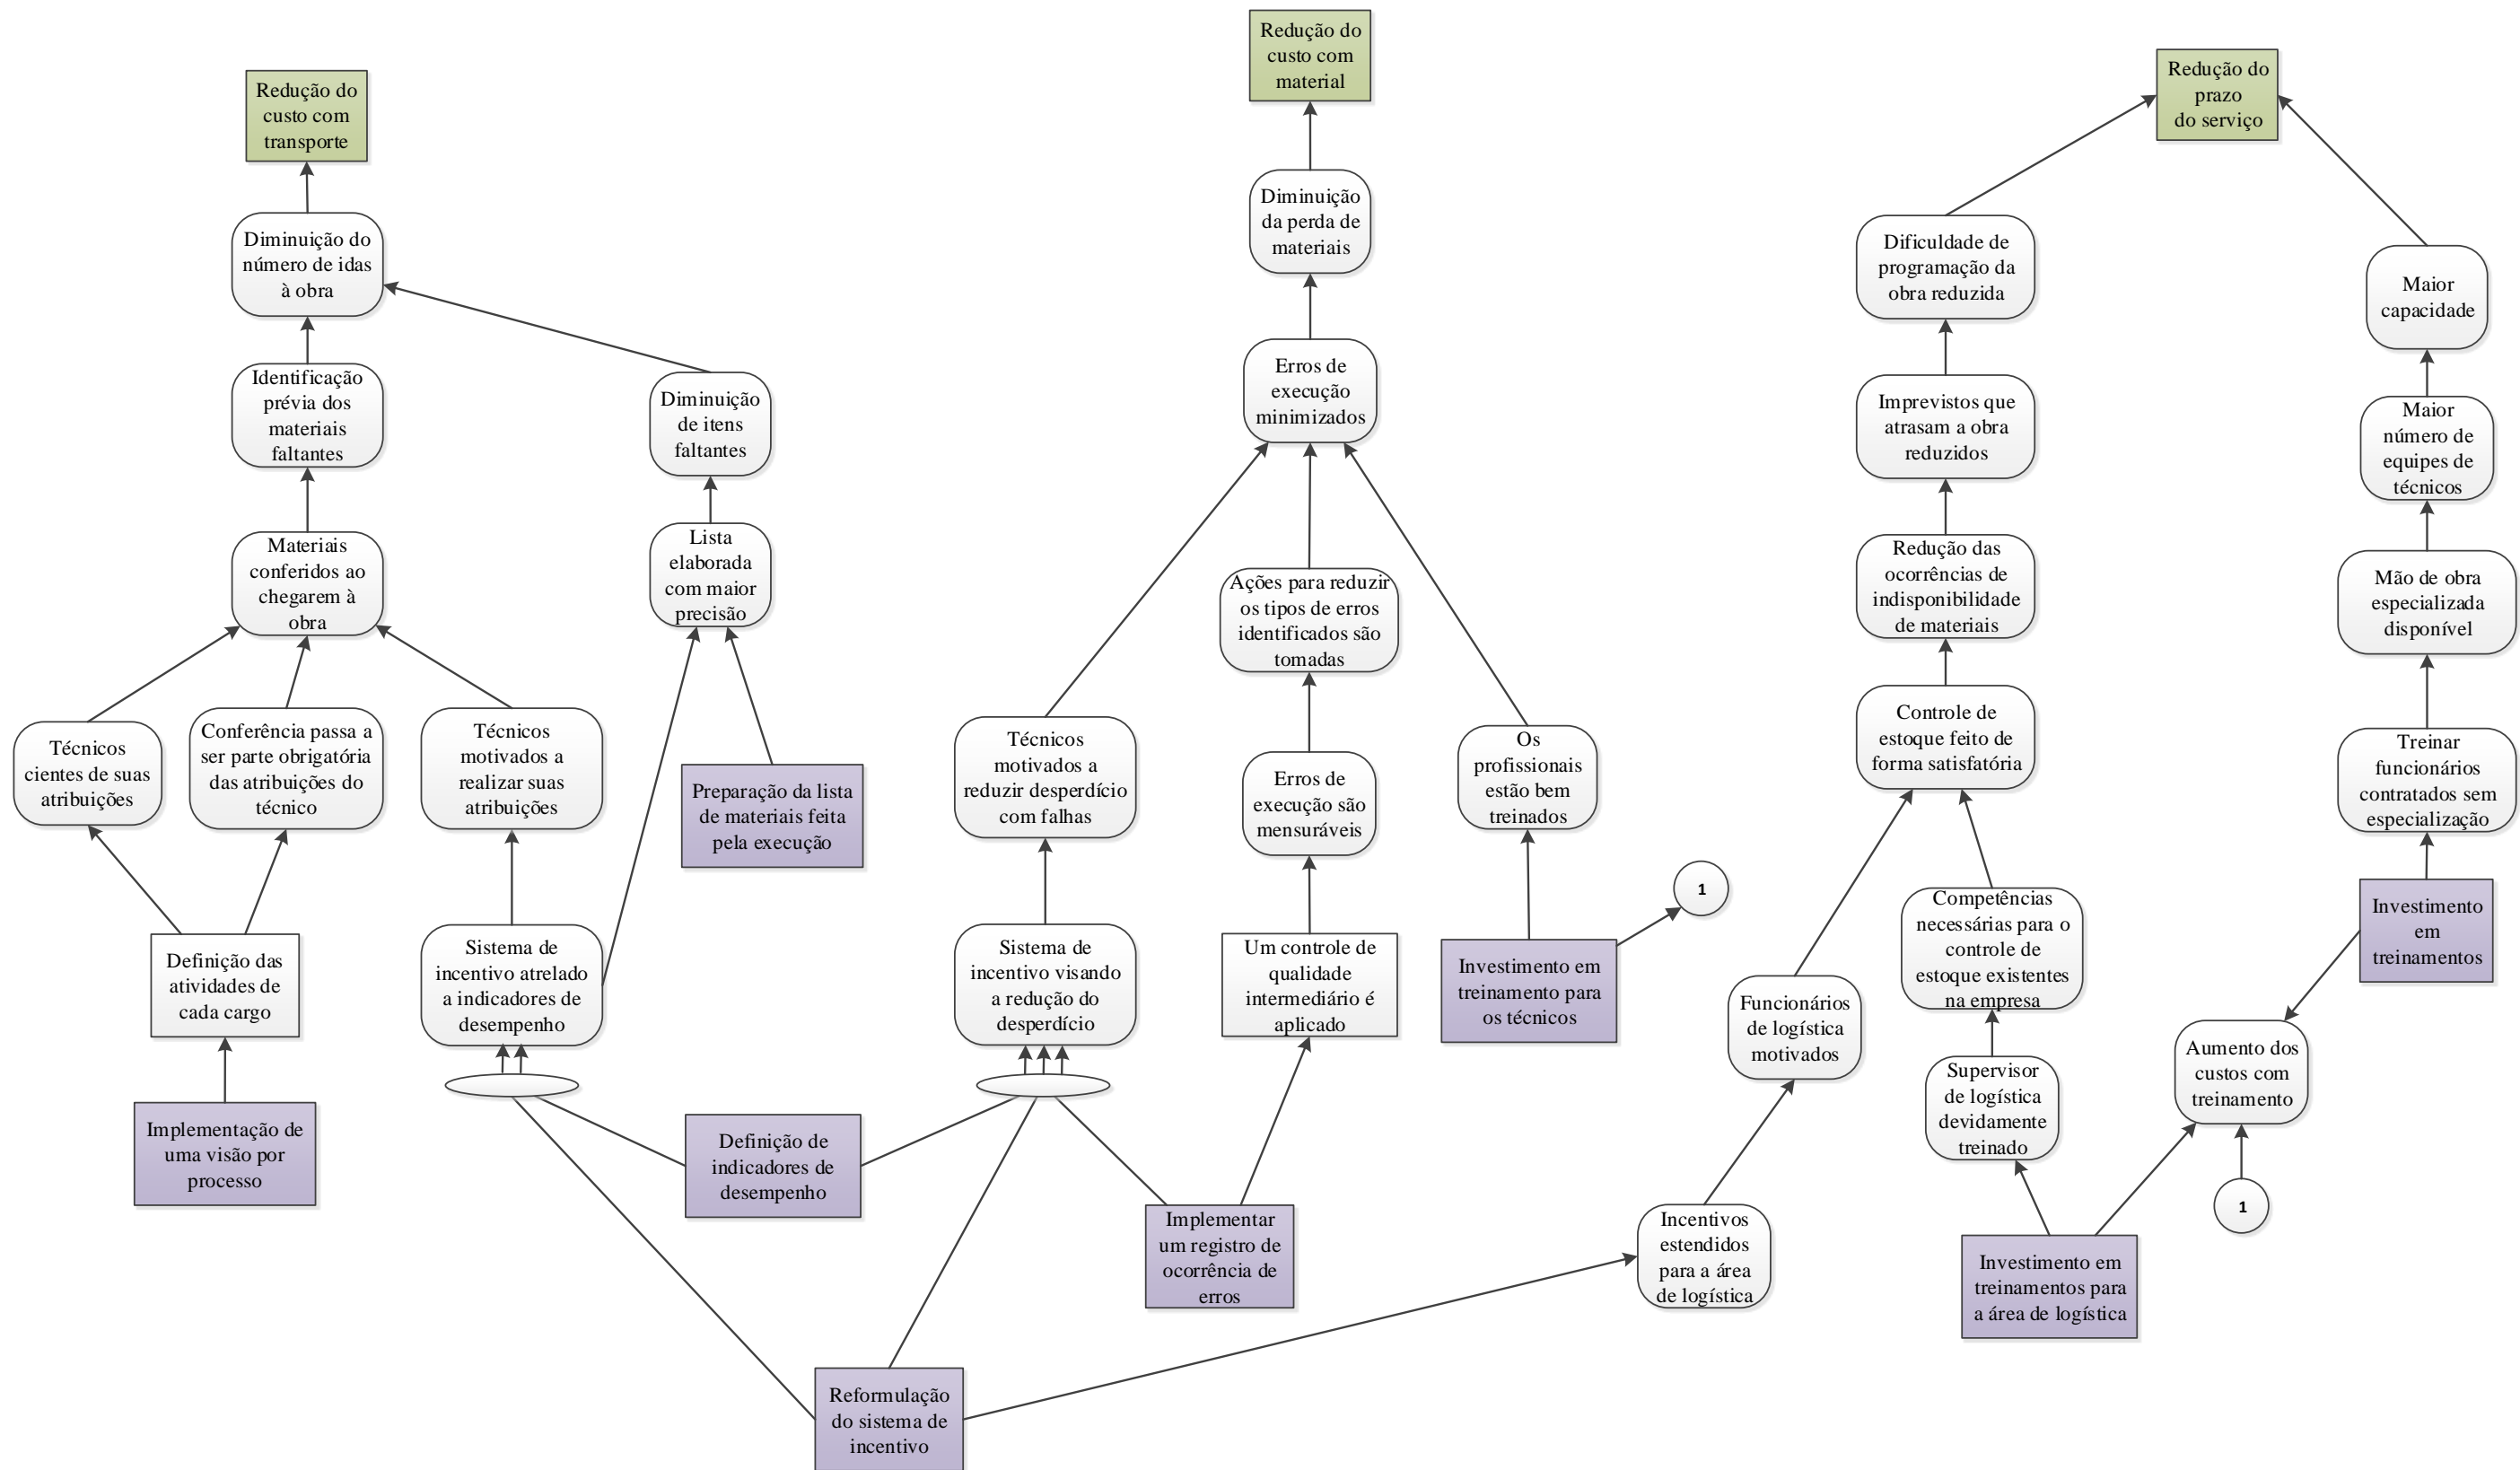 Redução do
custo com
material
Redução do
prazo
do serviço
Redução do
custo com
transporte
Diminuição
da perda de
materiais
Diminuição do
número de idas
à obra
Dificuldade de
programação da
obra reduzida
Maior
capacidade
Identificação
prévia dos
materiais
faltantes
Diminuição
de itens
faltantes
Erros de
execução
minimizados
Imprevistos que
atrasam a obra
reduzidos
Maior
número de
equipes de
técnicos
Materiais
conferidos ao
chegarem à
obra
Lista
elaborada
com maior
precisão
Ações para reduzir
os tipos de erros
identificados são
tomadas
Redução das
ocorrências de
indisponibilidade
de materiais
Mão de obra
especializada
disponível
Técnicos
cientes de suas
atribuições
Conferência passa a
ser parte obrigatória
das atribuições do
técnico
Técnicos
motivados a
realizar suas
atribuições
Preparação da lista
de materiais feita
pela execução
Técnicos
motivados a
reduzir desperdício
com falhas
Erros de
execução são
mensuráveis
Os
profissionais
estão bem
treinados
Controle de
estoque feito de
forma satisfatória
Treinar
funcionários
contratados sem
especialização
1
Definição das
atividades de
cada cargo
Sistema de
incentivo atrelado
a indicadores de
desempenho
Sistema de
incentivo visando
a redução do
desperdício
Um controle de
qualidade
intermediário é
aplicado
Investimento em
treinamento para
os técnicos
Funcionários
de logística
motivados
Competências
necessárias para o
controle de
estoque existentes
na empresa
Investimento
em
treinamentos
Supervisor
de logística
devidamente
treinado
Aumento dos
custos com
treinamento
Implementação de
uma visão por
processo
Definição de
indicadores de
desempenho
Implementar
um registro de
ocorrência de
erros
Incentivos
estendidos
para a área
de logística
1
Investimento em
treinamentos para
a área de logística
Reformulação
do sistema de
incentivo